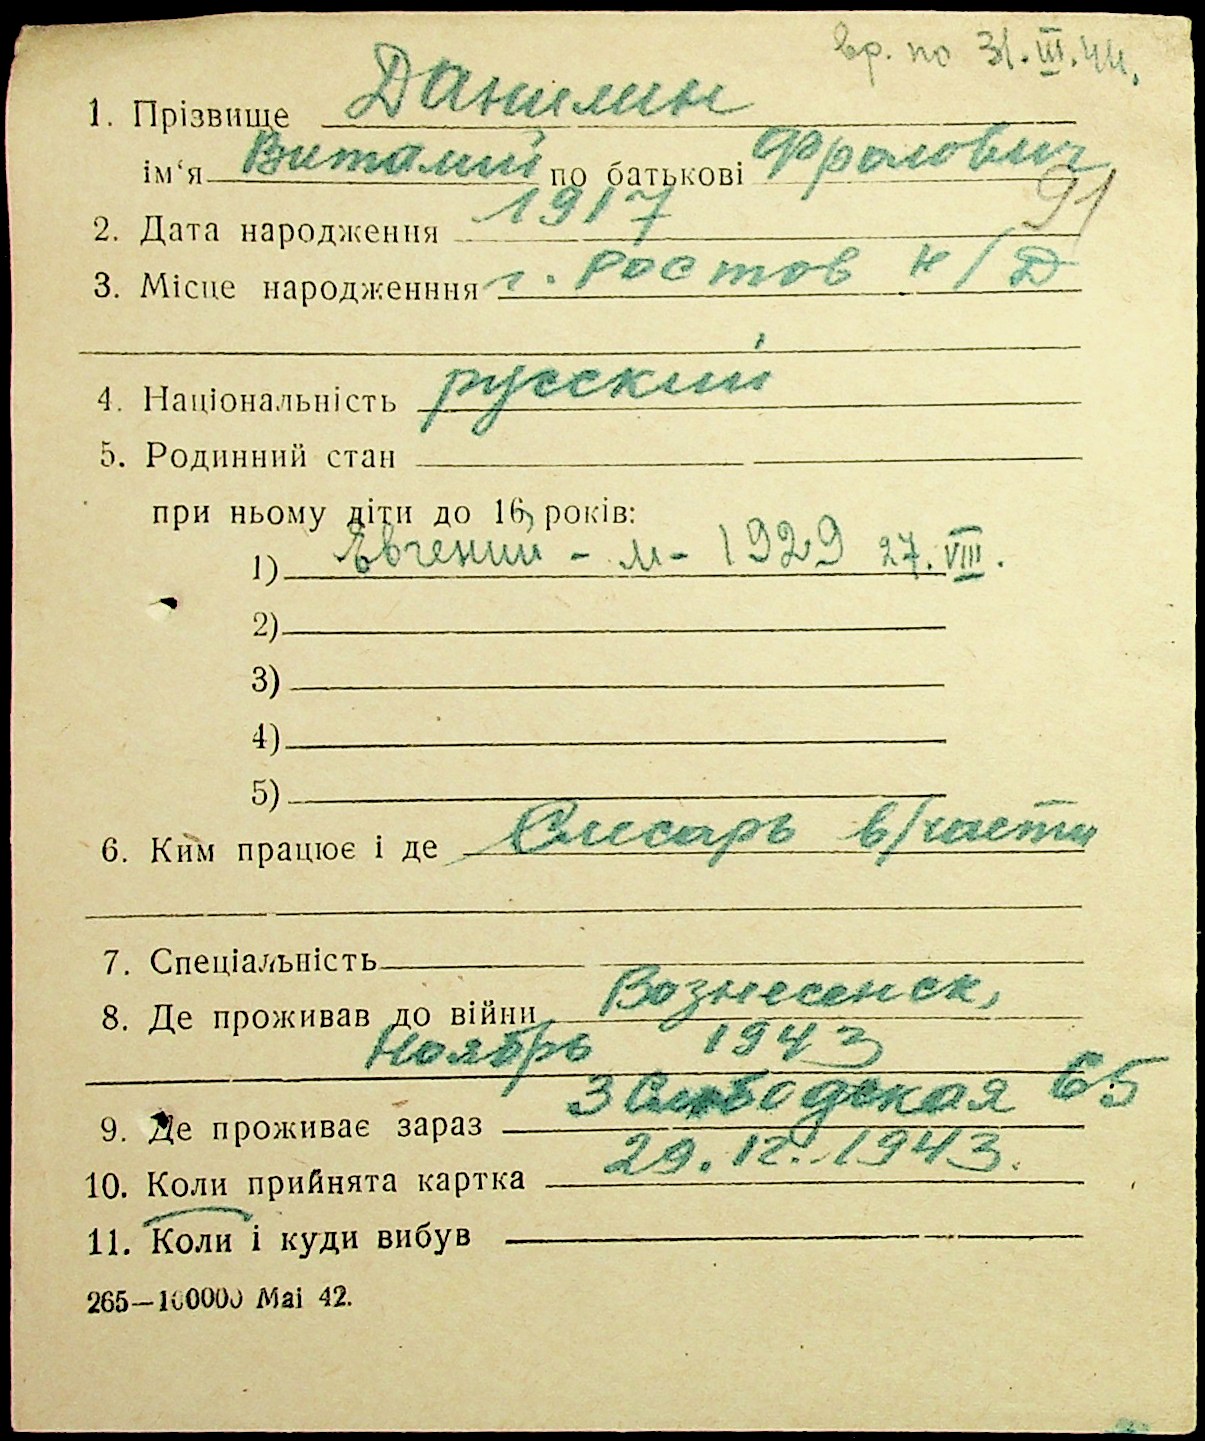 вр. по 31.III.44.
1. Прізвище Данилин
ім‘я Виталий по батькові Фролович
91
2. Дата народження 1917
3. Місце народженння г. Ростов н/Д
4. Національність русский
5. Родинний стан
при ньому діти до 16 років:
1) Евгений - м - 1929 27.VIII.
2)
3)
4)
5)
6. Ким працює і де Слесарь в/части
7. Спеціальність
8. Де проживав до війни Вознесенск,
Ноябрь 1943
9. Де проживає зараз 3 Слободская 65
10. Коли прийнята картка 29.12.1943.
11. Коли і куди вибув
265—100000 Mai 42.